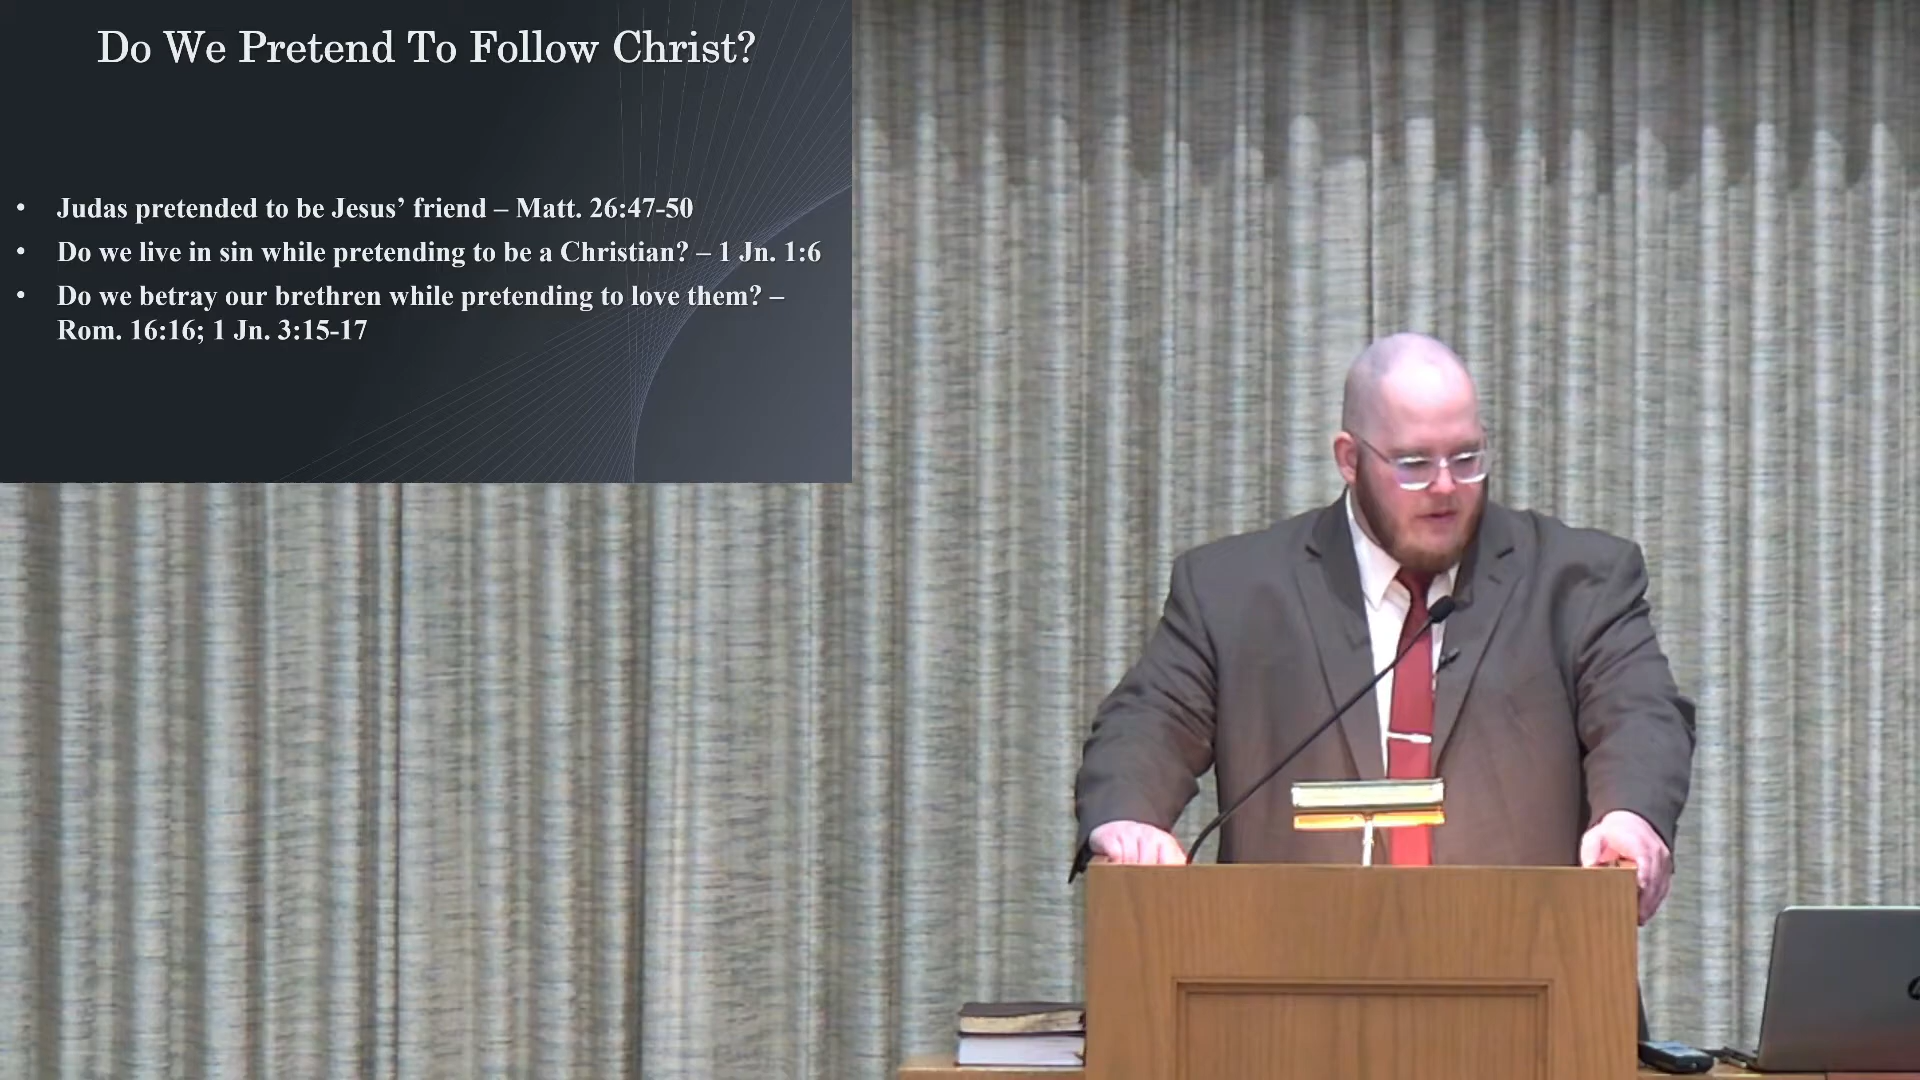 Do We Pretend To Follow Christ?
• Judas pretended to be Jesus’ friend – Matt. 26:47-50
• Do we live in sin while pretending to be a Christian? – 1 Jn. 1:6
• Do we betray our brethren while pretending to love them? –
Rom. 16:16; 1 Jn. 3:15-17